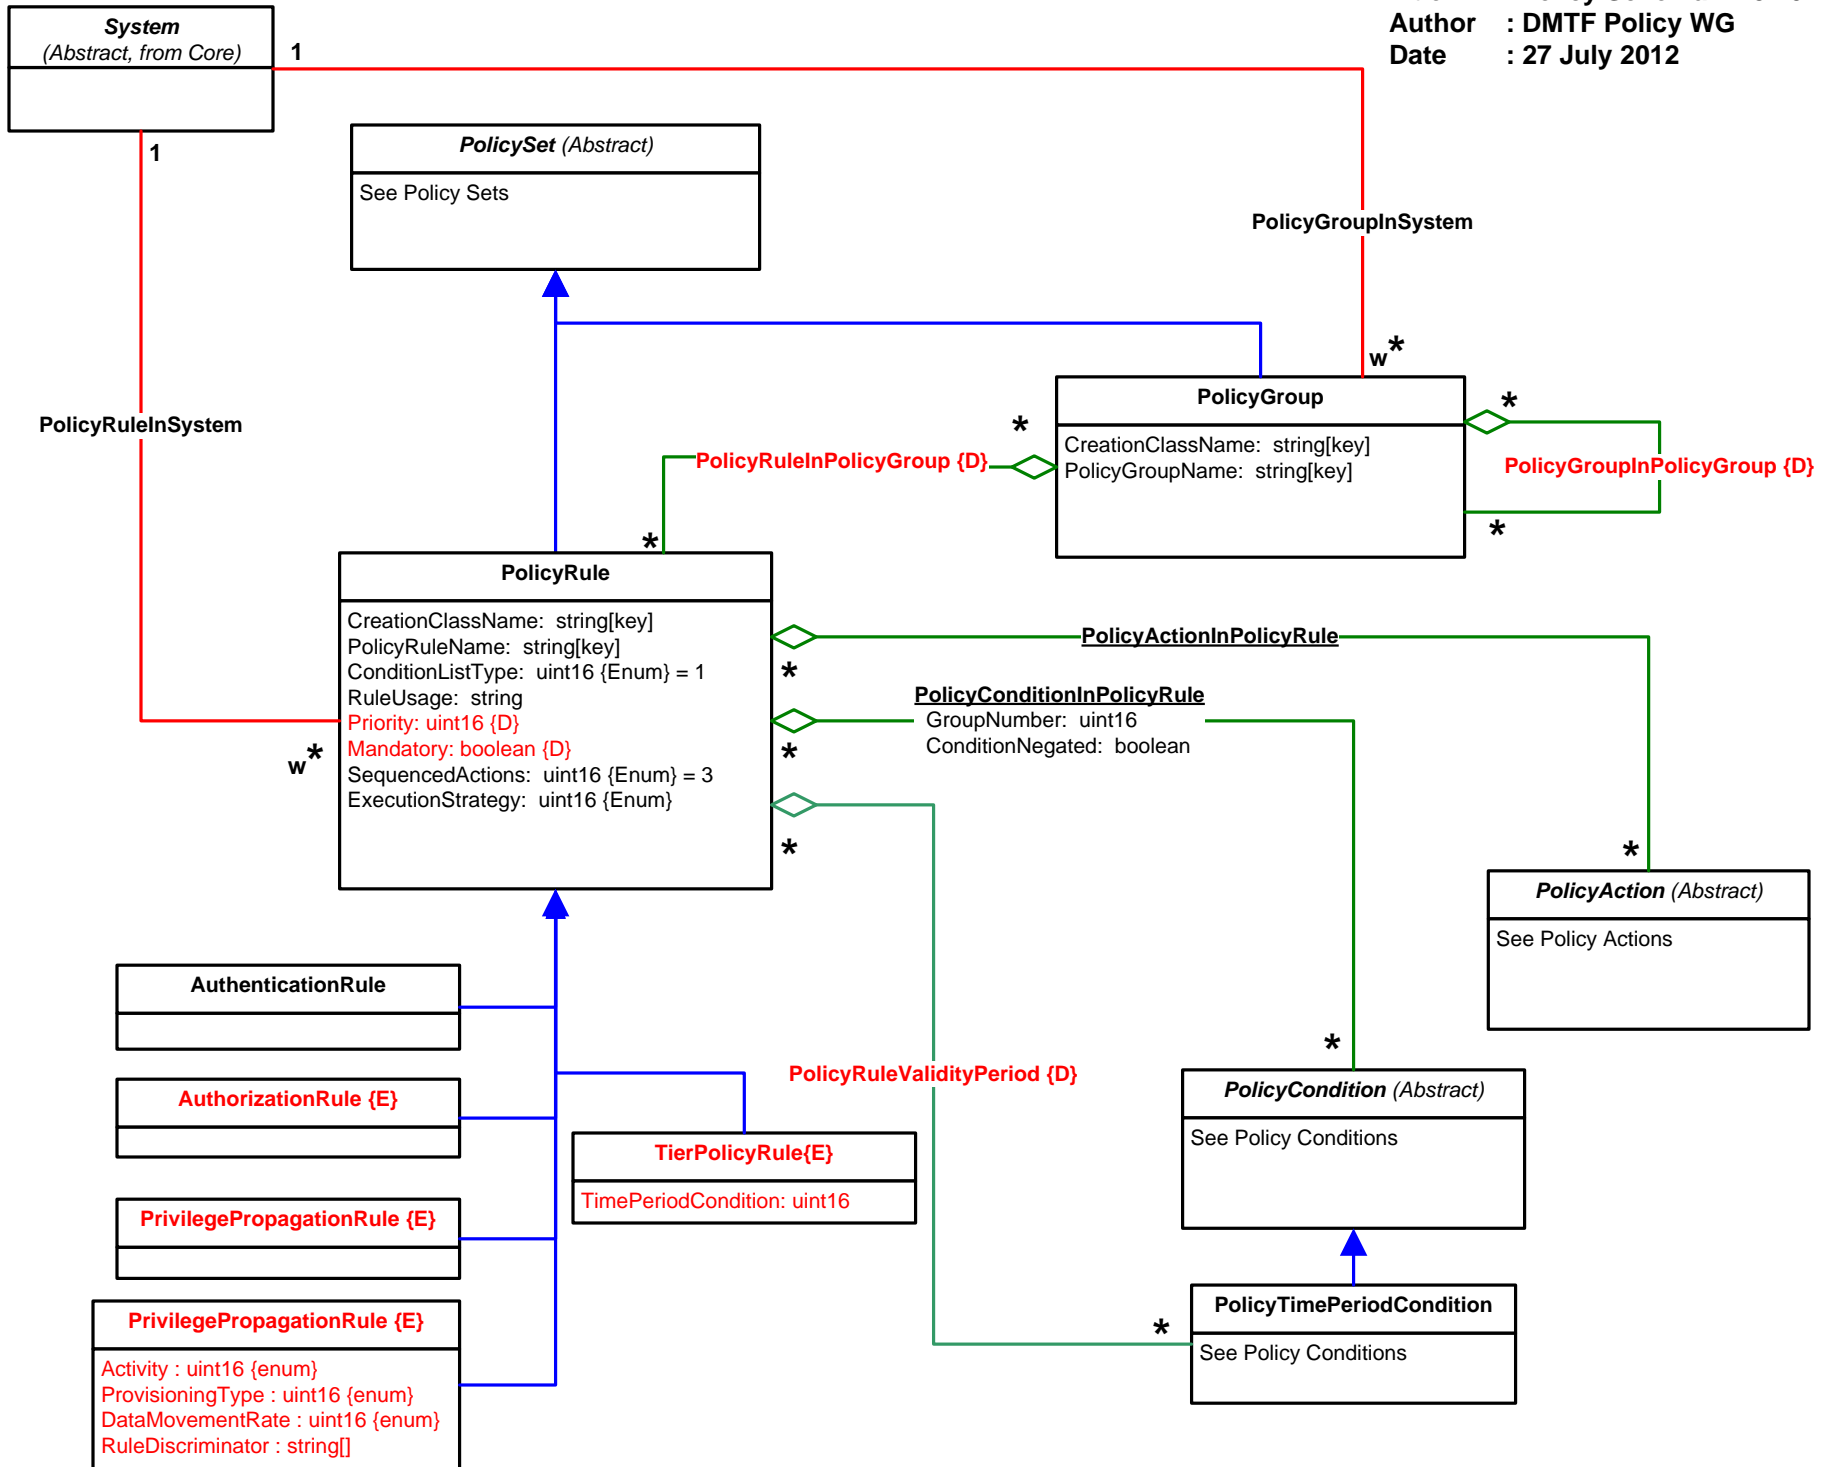 Author : DMTF Policy WG
Date : 27 July 2012
System
(Abstract, from Core)
1
1
PolicySet (Abstract)
See Policy Sets
PolicyGroupInSystem
w*
PolicyRuleInSystem
PolicyGroup
CreationClassName: string[key]
PolicyGroupName: string[key]
*
*
PolicyRuleInPolicyGroup {D}
PolicyGroupInPolicyGroup {D}
*
*
PolicyRule
CreationClassName: string[key]
PolicyRuleName: string[key]
ConditionListType: uint16 {Enum} = 1
RuleUsage: string
Priority: uint16 {D}
Mandatory: boolean {D}
SequencedActions: uint16 {Enum} = 3
ExecutionStrategy: uint16 {Enum}
w*
PolicyActionInPolicyRule
*
PolicyConditionInPolicyRule
GroupNumber: uint16
ConditionNegated: boolean
*
*
*
PolicyAction (Abstract)
See Policy Actions
AuthenticationRule
AuthorizationRule {E}
PrivilegePropagationRule {E}
PrivilegePropagationRule {E}
Activity : uint16 {enum}
ProvisioningType : uint16 {enum}
DataMovementRate : uint16 {enum}
RuleDiscriminator : string[]
TierPolicyRule{E}
TimePeriodCondition: uint16
PolicyRuleValidityPeriod {D}
*
PolicyCondition (Abstract)
See Policy Conditions
*
PolicyTimePeriodCondition
See Policy Conditions